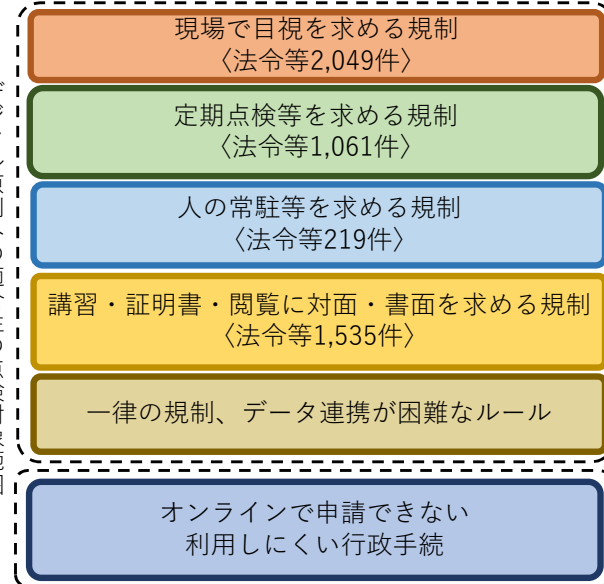 現場で目視を求める規制
〈法令等2,049件〉
定期点検等を求める規制
〈法令等1,061件〉
人の常駐等を求める規制
〈法令等219件〉
講習・証明書・閲覧に対面・書面を求める規制
〈法令等1,535件〉
一律の規制、データ連携が困難なルール
オンラインで申請できない
利用しにくい行政手続